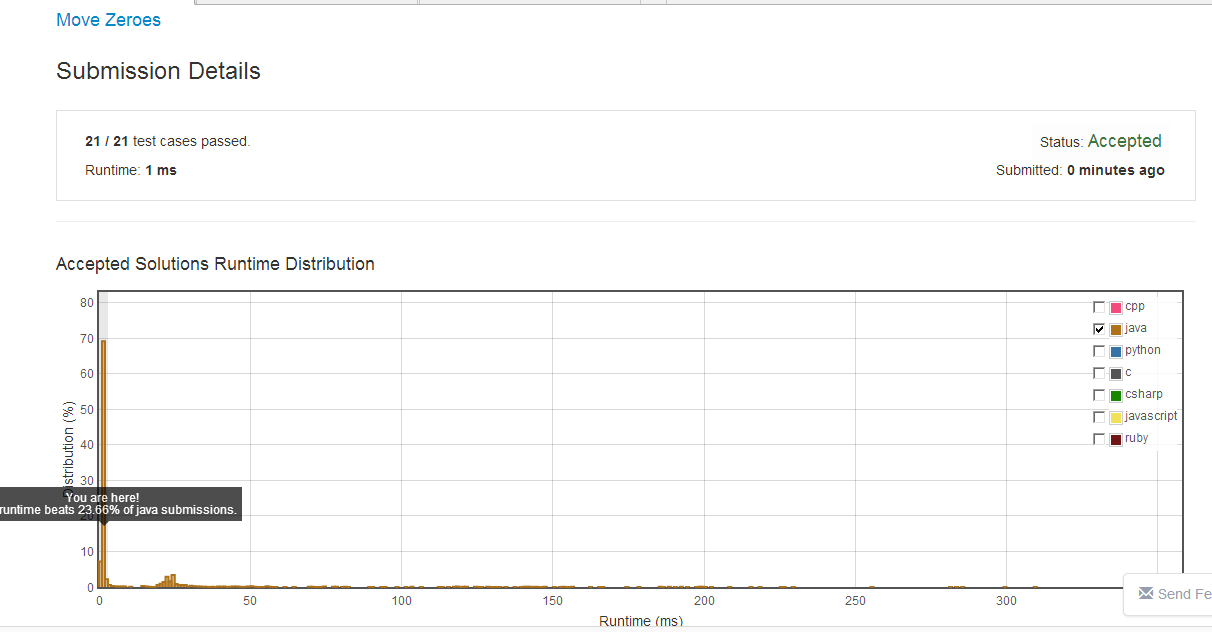 Move Zeroes
Submission Details
21 / 21 test cases passed.
Status: Accepted
Runtime: 1 ms
Submitted: 0 minutes ago
Accepted Solutions Runtime Distribution
80
70
60
50
40
30
20
10
0
Distribution (%)
cpp
java
python
c
csharp
javascript
ruby
You are here!
runtime beats 23.66% of java submissions.
0
50
100
150
200
250
300
Runtime (ms)
Send Fe